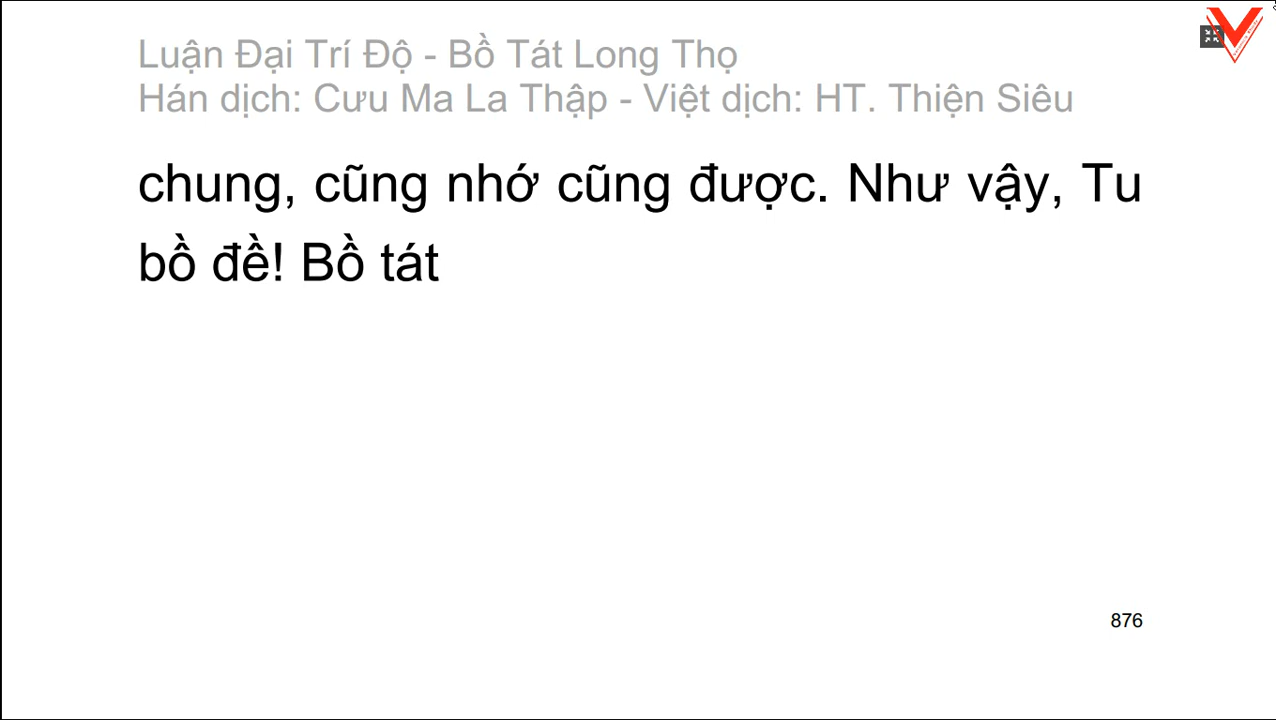 Luận Đại Trí Độ - Bồ Tát Long Thọ
Hán dịch: Cưu Ma La Thập - Việt dịch: HT. Thiện Siêu
chung, cũng nhớ cũng được. Như vậy, Tu
bồ đề! Bồ tát
876